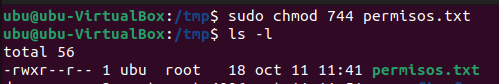 ubu@ubu-VirtualBox:/tmp$ sudo chmod 744 permisos.txt
ubu@ubu-VirtualBox:/tmp$ ls -l
total 56
-rwxr--r-- 1 ubu  root   18 oct 11 11:41 permisos.txt